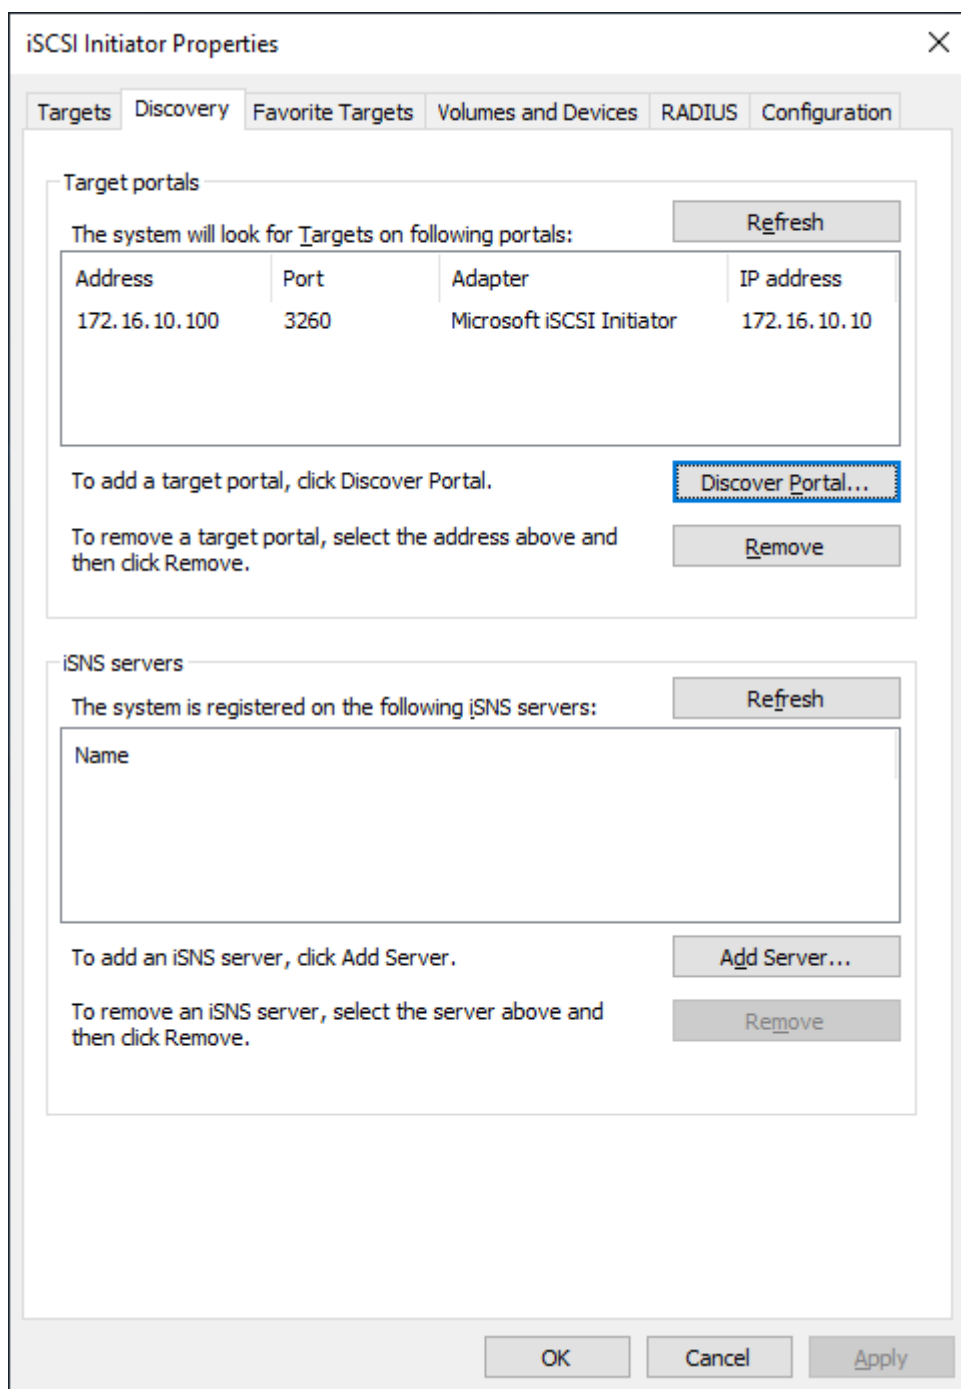 iSCSI Initiator Properties
Targets Discovery Favorite Targets Volumes and Devices RADIUS Configuration
Target portals
The system will look for Targets on following portals:
Refresh
Address Port Adapter IP address
172.16.10.100 3260 Microsoft iSCSI Initiator 172.16.10.10
To add a target portal, click Discover Portal.
Discover Portal...
To remove a target portal, select the address above and
then click Remove.
Remove
iSNS servers
The system is registered on the following iSNS servers:
Refresh
Name
To add an iSNS server, click Add Server.
Add Server...
To remove an iSNS server, select the server above and
then click Remove.
Remove
OK Cancel Apply